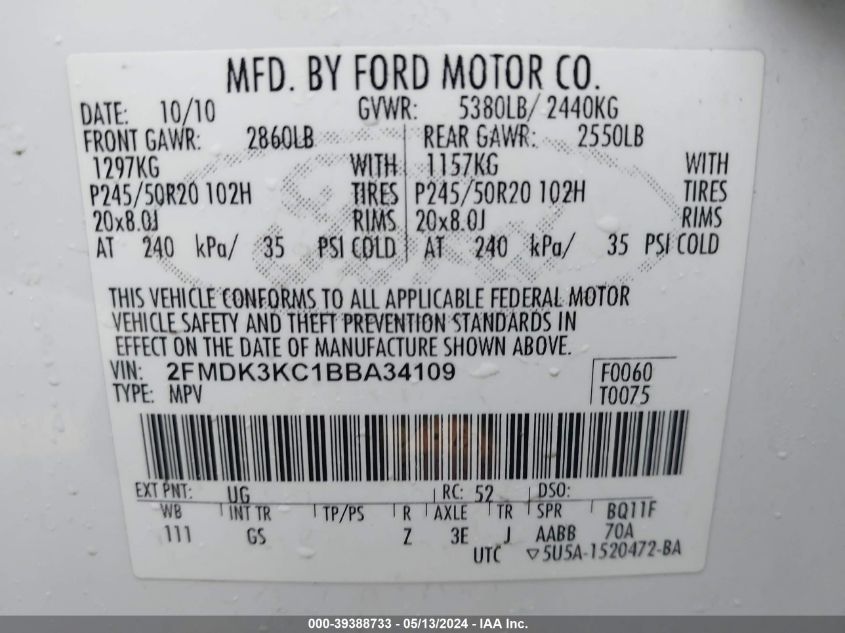 MFD. BY FORD MOTOR CO.
DATE: 10/10 GVWR: 5380LB/ 2440KG
FRONT GAWR: 2860LB REAR GAWR: 2550LB
1297KG WITH 1157KG WITH
P245/50R20 102H TIRES P245/50R20 102H TIRES
20x8.0J RIMS 20x8.0J RIMS
AT 240 kPa/ 35 PSI COLD AT 240 kPa/ 35 PSI COLD
THIS VEHICLE CONFORMS TO ALL APPLICABLE FEDERAL MOTOR
VEHICLE SAFETY AND THEFT PREVENTION STANDARDS IN
EFFECT ON THE DATE OF MANUFACTURE SHOWN ABOVE.
VIN: 2FMDK3KC1BBA34109 F0060
TYPE: MPV T0075
EXT PNT: UG RC: 52 DSO:
WB INT TR TP/PS R AXLE TR SPR BQ11F
111 GS Z 3E J AABB 70A
UTC ▽5U5A-1520472-BA
000-39388733 - 05/13/2024 - IAA Inc.